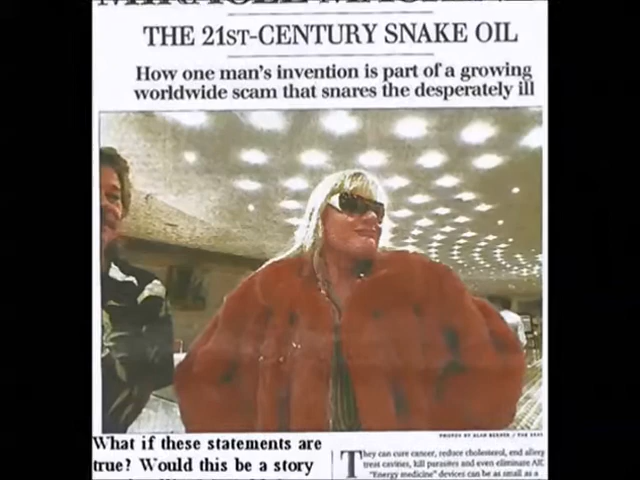 THE 21ST-CENTURY SNAKE OIL
How one man's invention is part of a growing
worldwide scam that snares the desperately ill
What if these statements are
true? Would this be a story
They can cure cancer, reduce cholesterol, end allergy
treat cavities, kill parasites and even eliminate AIDS.
"Energy medicine" devices can be as small as a